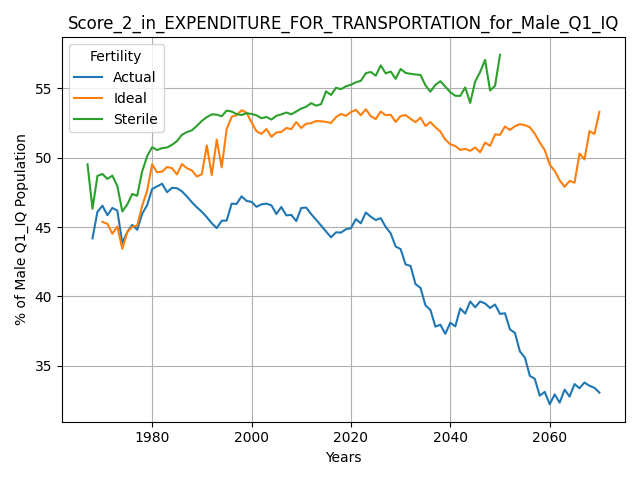 Score_2_in_EXPENDITURE_FOR_TRANSPORTATION_for_Male_Q1_IQ
Fertility
Actual
Ideal
Sterile
% of Male Q1_IQ Population
55
50
45
40
35
1980
2000
2020
2040
2060
Years